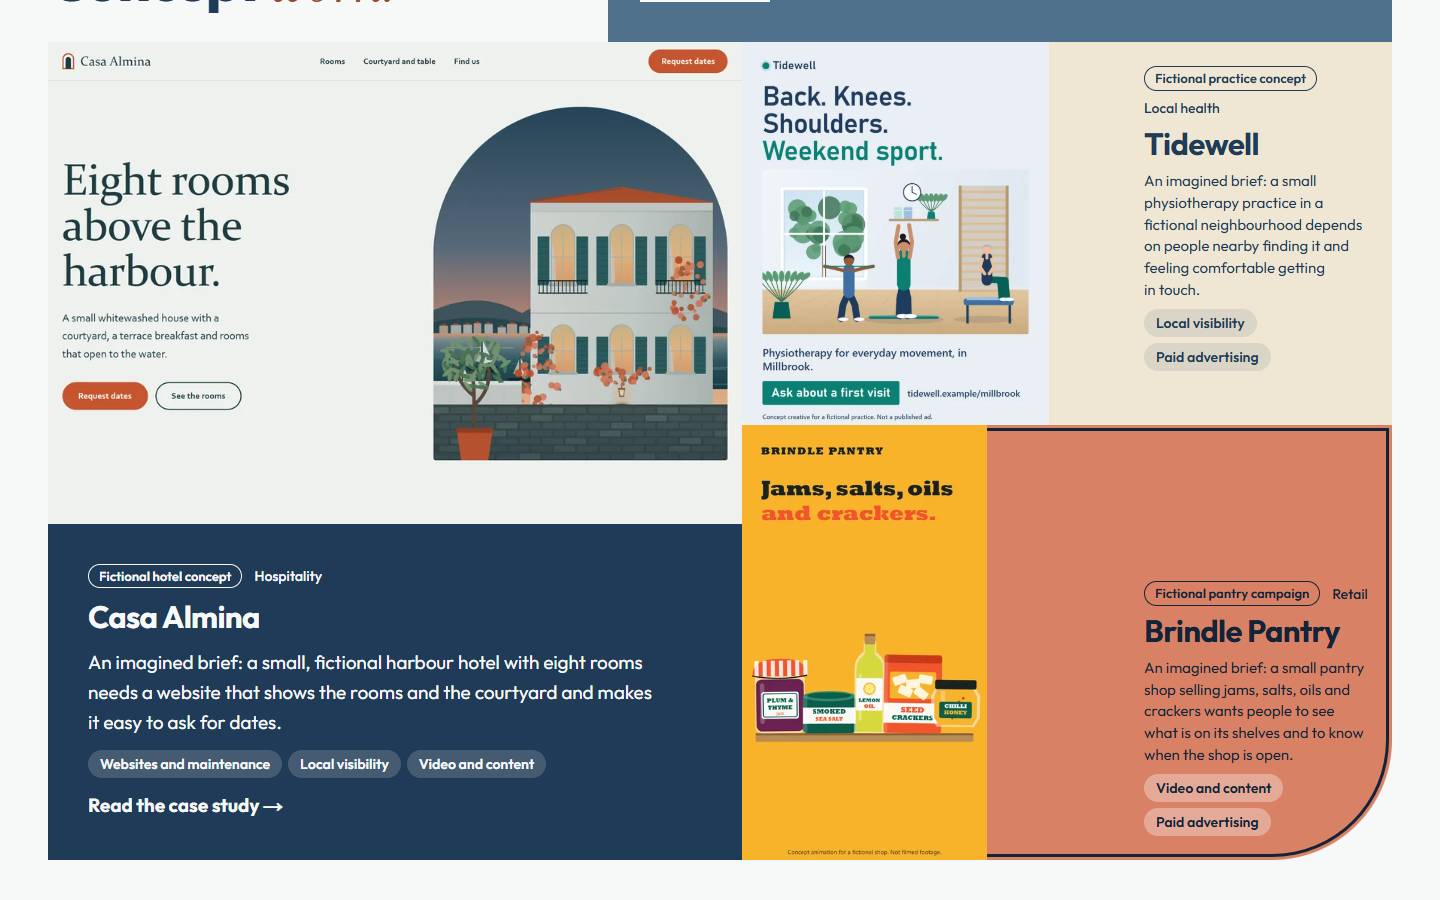 Concept work.
Casa Almina
Rooms Courtyard and table Find us
Request dates
Eight rooms
above the
harbour.
A small whitewashed house with a
courtyard, a terrace breakfast and rooms
that open to the water.
Request dates
See the rooms
Fictional hotel concept Hospitality
Casa Almina
An imagined brief: a small, fictional harbour hotel with eight rooms
needs a website that shows the rooms and the courtyard and makes
it easy to ask for dates.
Websites and maintenance Local visibility Video and content
Read the case study →
Tidewell
Back. Knees.
Shoulders.
Weekend sport.
Physiotherapy for everyday movement, in
Millbrook.
Ask about a first visit tidewell.example/millbrook
Concept creative for a fictional practice. Not a published ad.
Fictional practice concept
Local health
Tidewell
An imagined brief: a small
physiotherapy practice in a
fictional neighbourhood depends
on people nearby finding it and
feeling comfortable getting
in touch.
Local visibility
Paid advertising
BRINDLE PANTRY
Jams, salts, oils
and crackers.
PLUM &
THYME
JAM
SMOKED
SEA SALT
LEMON
OIL
SEED
CRACKERS
CHILLI
HONEY
Concept animation for a fictional shop. Not filmed footage.
Fictional pantry campaign Retail
Brindle Pantry
An imagined brief: a small pantry
shop selling jams, salts, oils and
crackers wants people to see
what is on its shelves and to know
when the shop is open.
Video and content
Paid advertising